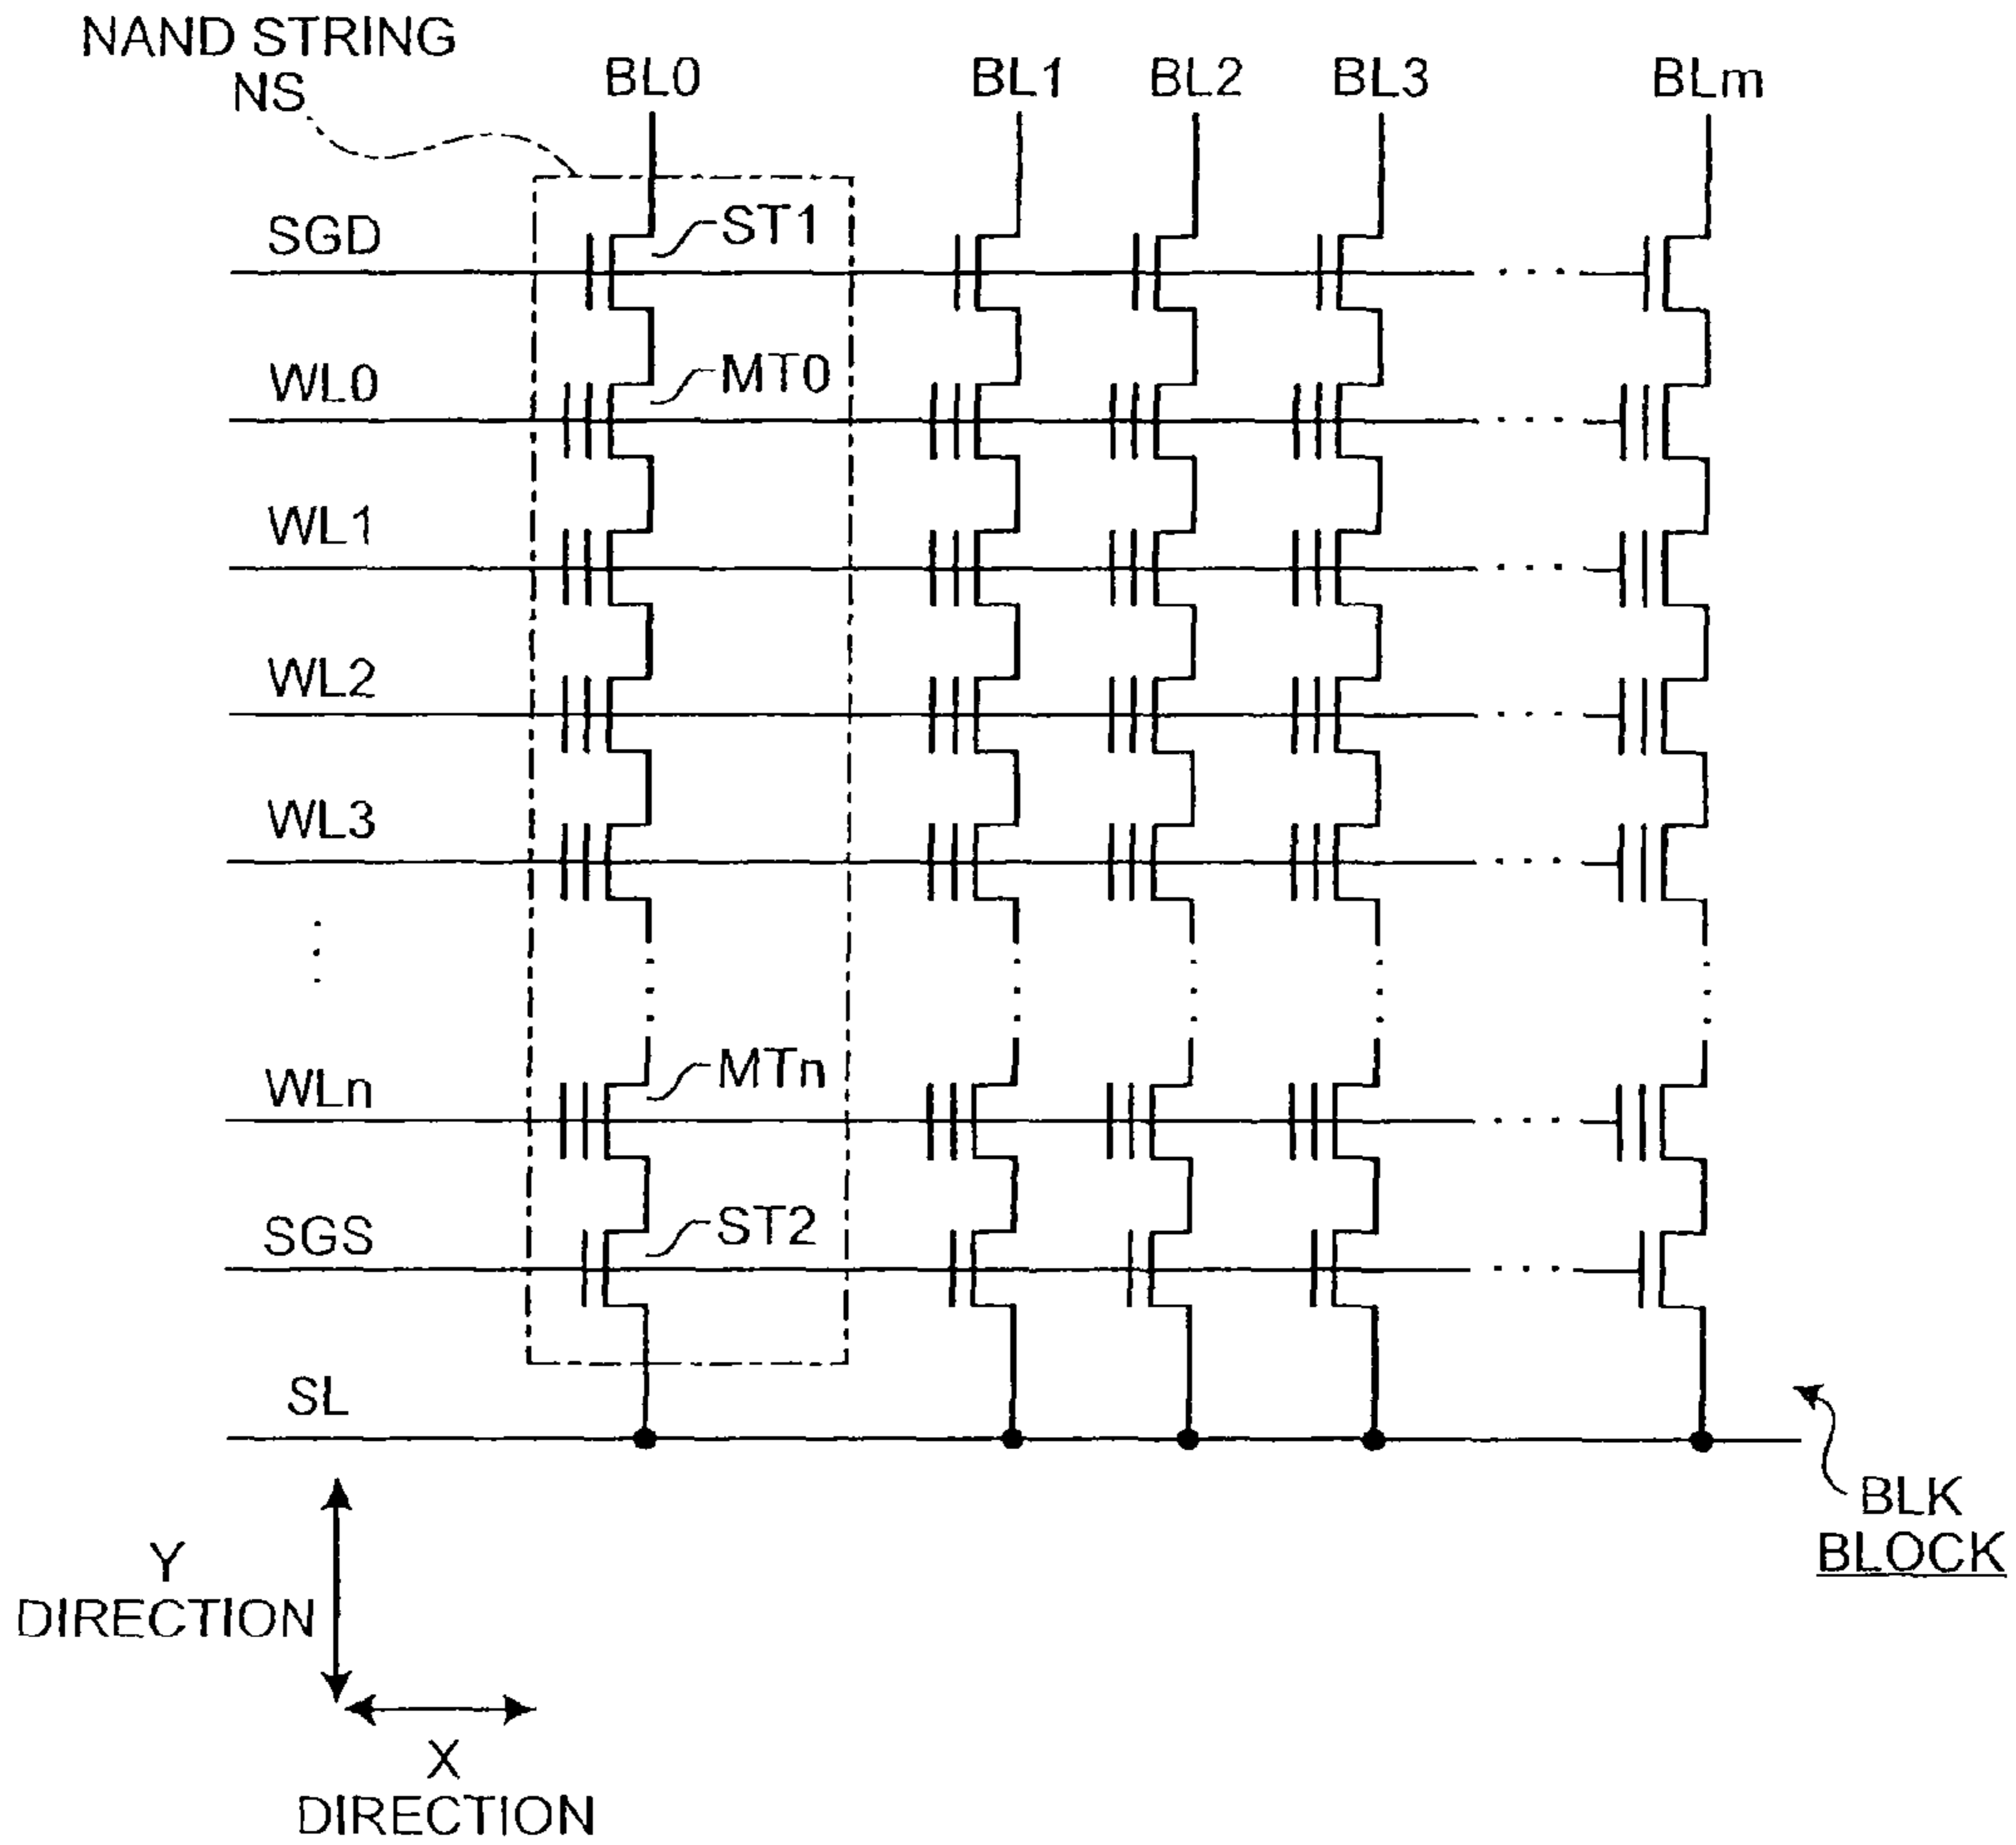 NAND STRING
NS
BL0 BL1 BL2 BL3 BLm
SGD
ST1
WL0
MT0
WL1
WL2
WL3
WLn
MTn
SGS
ST2
SL
BLK
BLOCK
Y
DIRECTION
X
DIRECTION